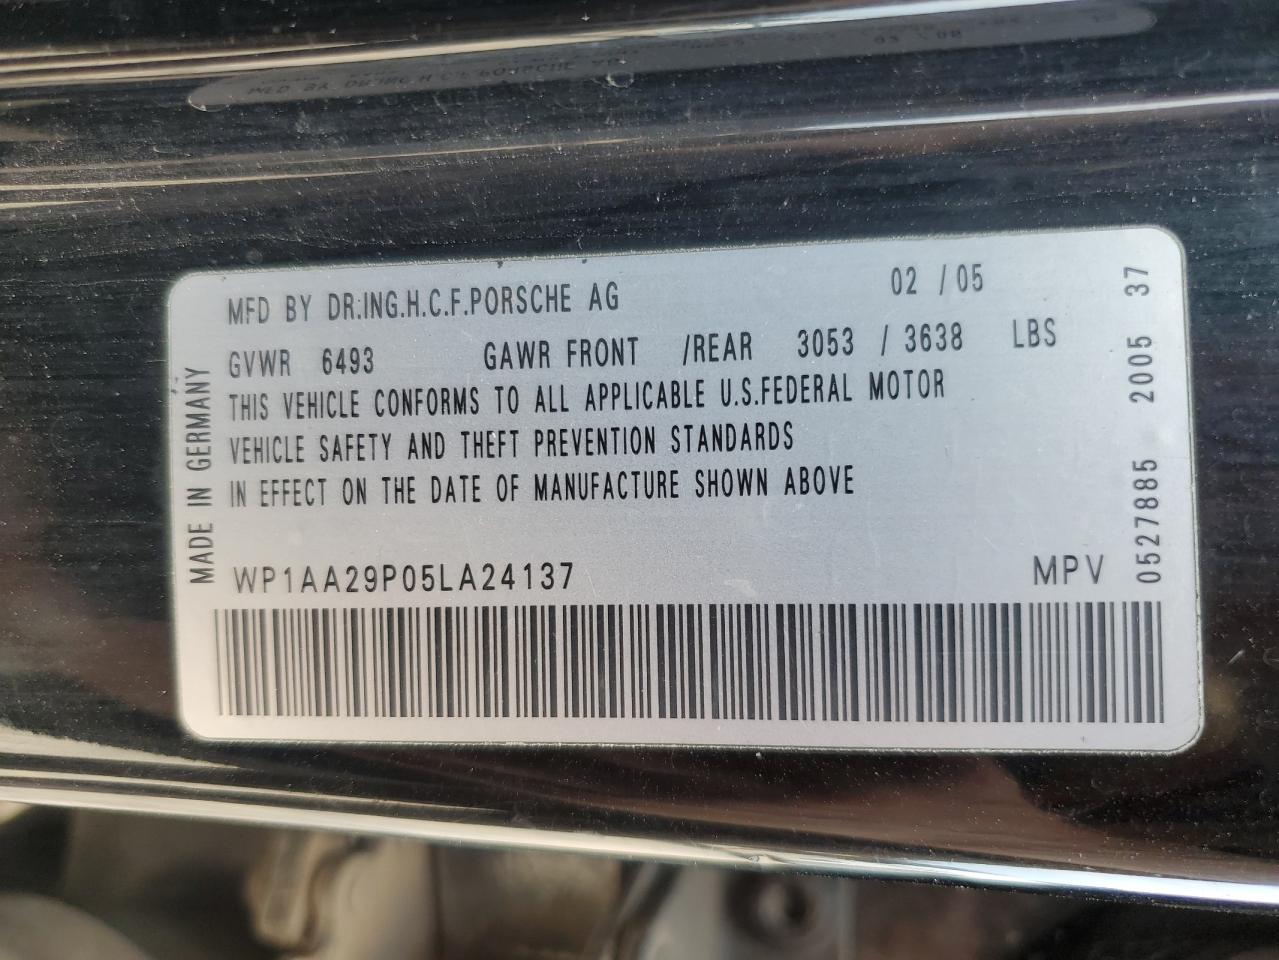 MFD BY DR.ING.H.C.F.PORSCHE AG 02 / 05
GVWR 6493 GAWR FRONT /REAR 3053 / 3638 LBS
THIS VEHICLE CONFORMS TO ALL APPLICABLE U.S.FEDERAL MOTOR
VEHICLE SAFETY AND THEFT PREVENTION STANDARDS
IN EFFECT ON THE DATE OF MANUFACTURE SHOWN ABOVE
WP1AA29P05LA24137 MPV
MADE IN GERMANY
0527885 2005 37